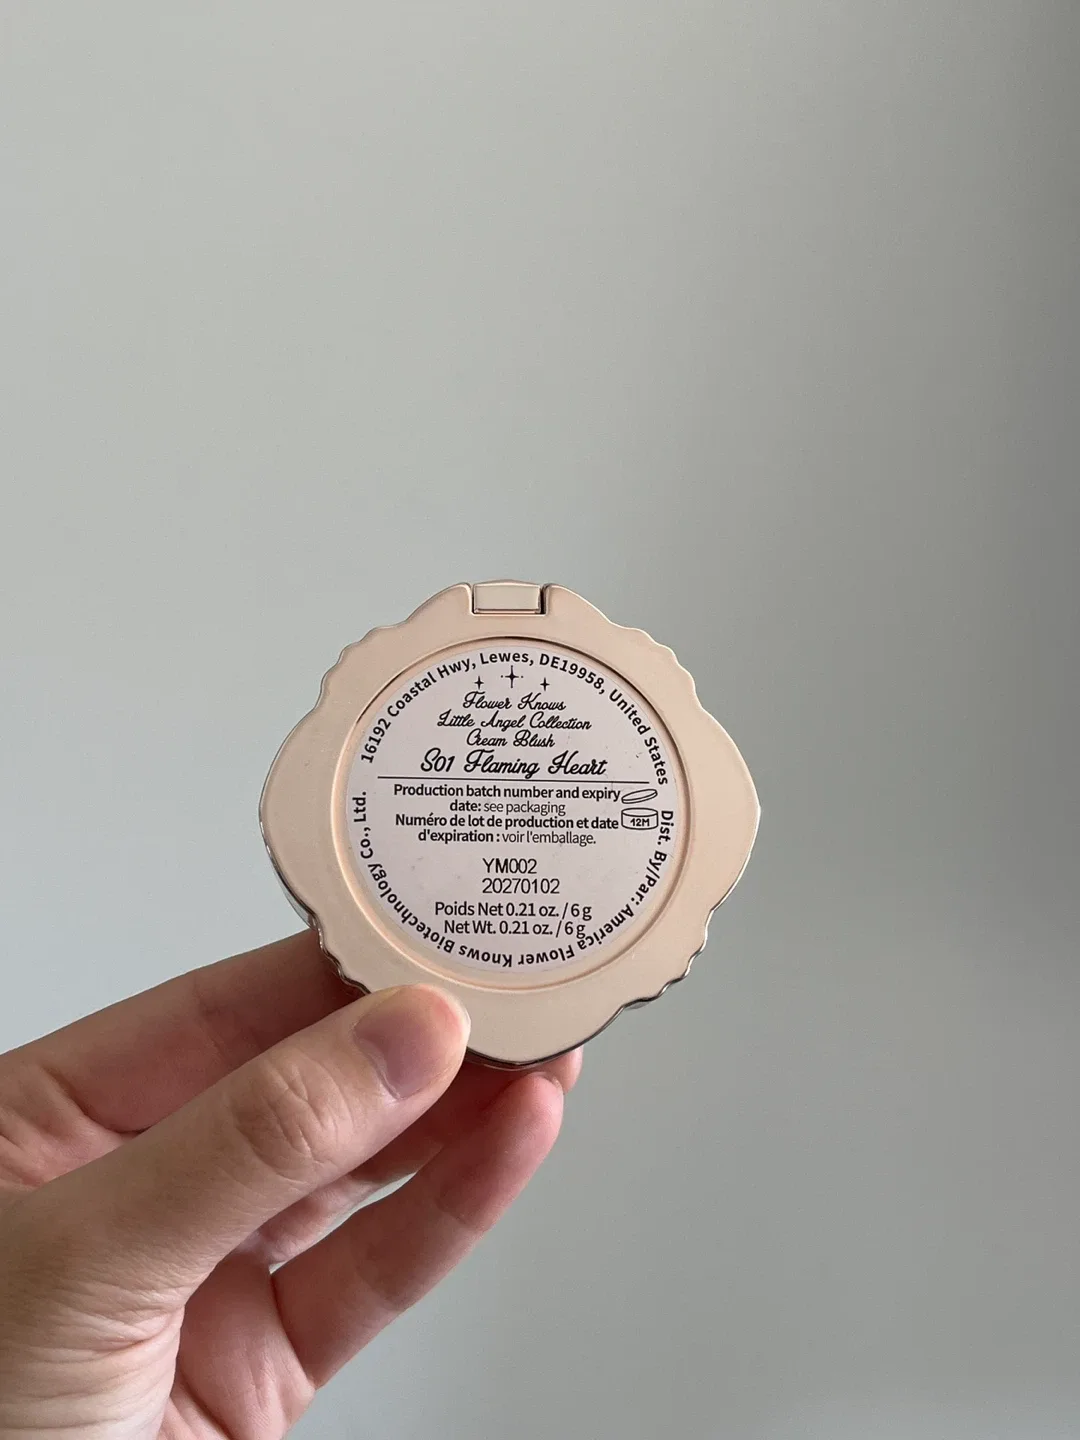 16192 Coastal Hwy, Lewes, DE19958, United States
Flower Knows
Little Angel Collection
Cream Blush
S01 Flaming Heart
Production batch number and expiry
date: see packaging
Numéro de lot de production et date
d'expiration : voir l'emballage.
12M
YM002
20270102
Poids Net 0.21 oz. / 6 g
Net Wt. 0.21 oz. / 6 g
Dist. By/Par: America Flower Knows Biotechnology Co., Ltd.